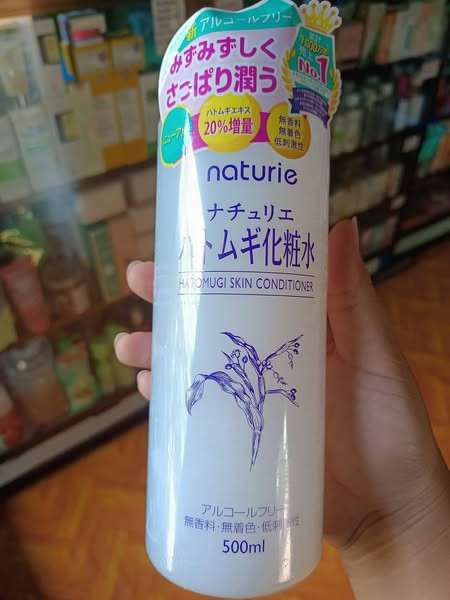 新 アルコールフリー
みずみずしく
さっぱり潤う
累計
No.1
ハトムギエキス
20%増量
無香料
無着色
低刺激性
naturie
ナチュリエ
ハトムギ化粧水
HATOMUGI SKIN CONDITIONER
アルコールフリー
無香料・無着色・低刺激性
500ml